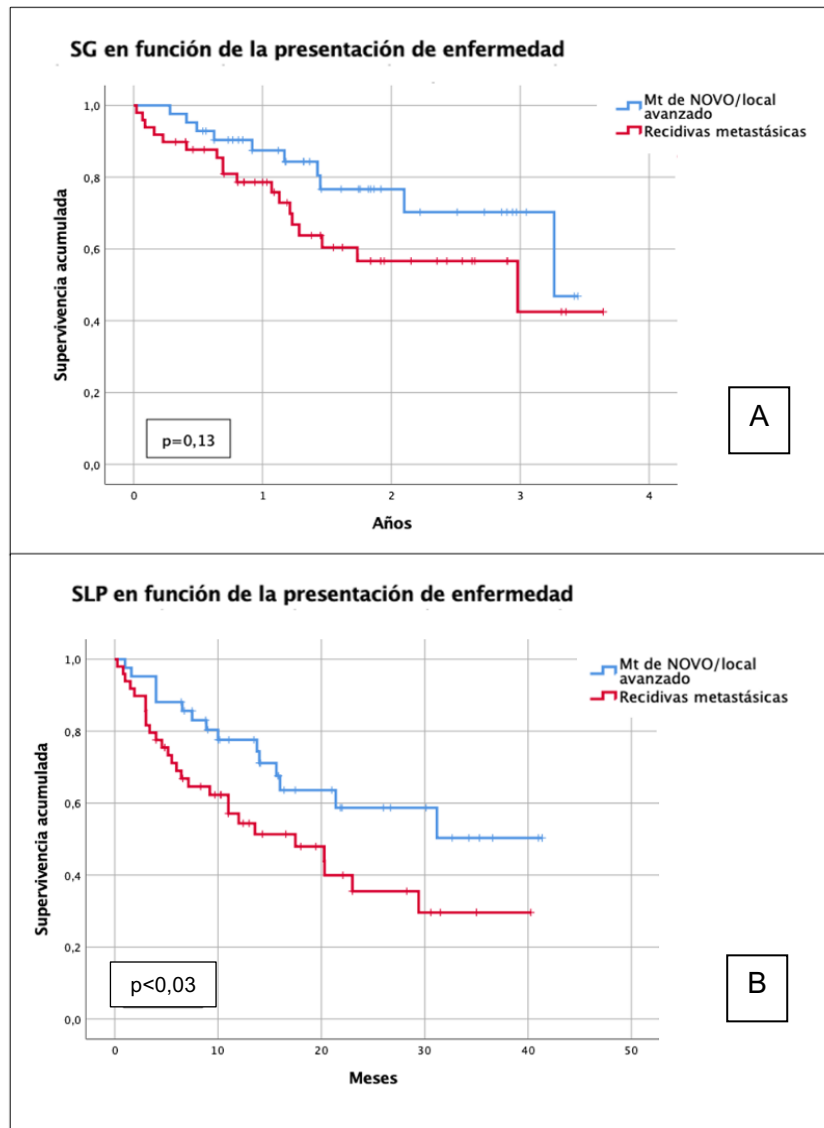 SG en función de la presentación de enfermedad
Mt de NOVO/local
avanzado
Recidivas metastásicas
Supervivencia acumulada
1,0
0,8
0,6
0,4
0,2
0,0
p=0,13
A
0 1 2 3 4
Años
SLP en función de la presentación de enfermedad
Mt de NOVO/local
avanzado
Recidivas metastásicas
Supervivencia acumulada
1,0
0,8
0,6
0,4
0,2
0,0
p<0,03
B
0 10 20 30 40 50
Meses